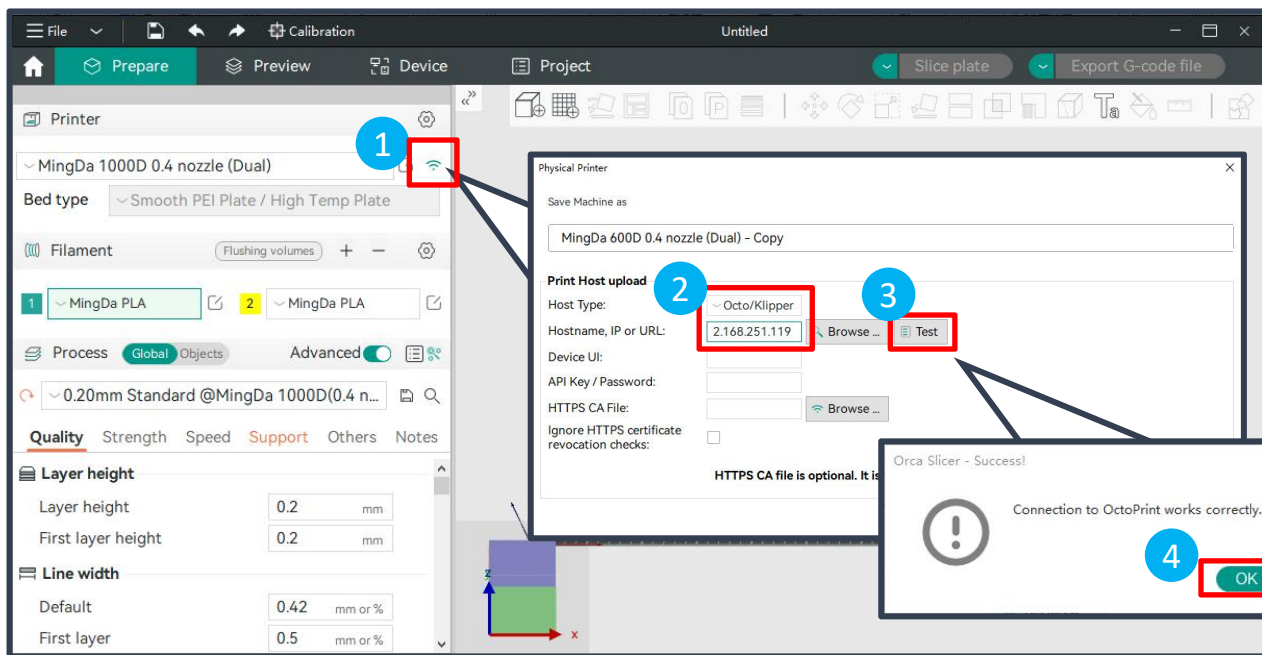 File
Calibration
Untitled
Prepare
Preview
Device
Project
Slice plate
Export G-code file
Printer
1
MingDa 1000D 0.4 nozzle (Dual)
Bed type
Smooth PEI Plate / High Temp Plate
Filament
Flushing volumes
+ −
1 MingDa PLA
2 MingDa PLA
Process Global Objects
Advanced
0.20mm Standard @MingDa 1000D(0.4 n...
Quality Strength Speed Support Others Notes
Layer height
Layer height 0.2 mm
First layer height 0.2 mm
Line width
Default 0.42 mm or %
First layer 0.5 mm or %
Physical Printer
Save Machine as
MingDa 600D 0.4 nozzle (Dual) - Copy
Print Host upload
2
3
Host Type: Octo/Klipper
Hostname, IP or URL: 2.168.251.119 Browse ... Test
Device UI:
API Key / Password:
HTTPS CA File: Browse ...
Ignore HTTPS certificate
revocation checks:
HTTPS CA file is optional. It is
Orca Slicer - Success!
Connection to OctoPrint works correctly.
4
OK
z
x